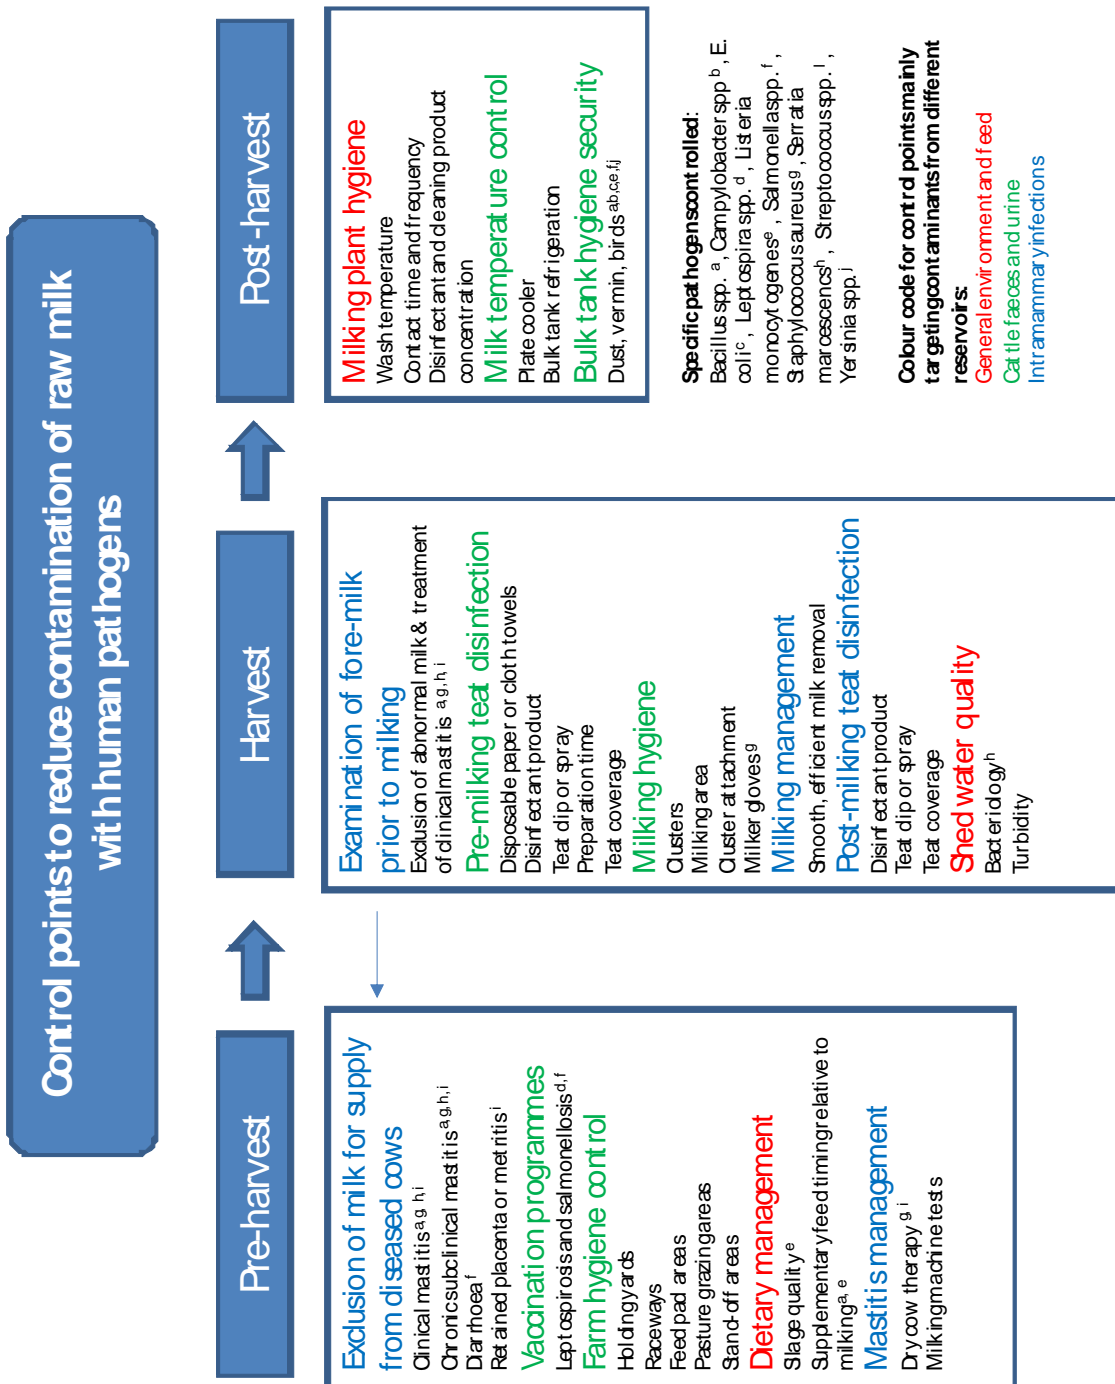 Control points to reduce contamination of raw milk
with human pathogens
Pre-harvest
Harvest
Post-harvest
Exclusion of milk for supply
from diseased cows
Clinical mastitis a,g, h,i
Chronic subclinical mastitis a,g,h,i
Diarrhoea f
Retained placenta or metritis i
Vaccination programmes
Leptospirosis and salmonellosis d,f
Farm hygiene control
Holding yards
Raceways
Feed pad areas
Pasture grazing areas
Stand-off areas
Dietary management
Silage quality e
Supplementary feed timing relative to
milking a, e
Mastitis management
Dry cow therapy g, i
Milking machine tests
Examination of fore-milk
prior to milking
Exclusion of abnormal milk & treatment
of clinical mastitis a,g, h, i
Pre-milking teat disinfection
Disposable paper or cloth towels
Disinfectant product
Teat dip or spray
Preparation time
Teat coverage
Milking hygiene
Clusters
Milking area
Cluster attachment
Milker gloves g
Milking management
Smooth, efficient milk removal
Post-milking teat disinfection
Disinfectant product
Teat dip or spray
Teat coverage
Shed water quality
Bacteriology h
Turbidity
Milking plant hygiene
Wash temperature
Contact time and frequency
Disinfectant and cleaning product
concentration
Milk temperature control
Plate cooler
Bulk tank refrigeration
Bulk tank hygiene security
Dust, vermin, birds a,b,c,e,f,j
Specific pathogens controlled:
Bacillus spp. a, Campylobacter spp b, E.
coli c, Leptospira spp. d, Listeria
monocytogenes e, Salmonella spp. f,
Staphylococcus aureus g, Serratia
marcescens h, Streptococcus spp. i,
Yersinia spp. j
Colour code for control points mainly
targeting contaminants from different
reservoirs:
General environment and feed
Cattle faeces and urine
Intramammary infections